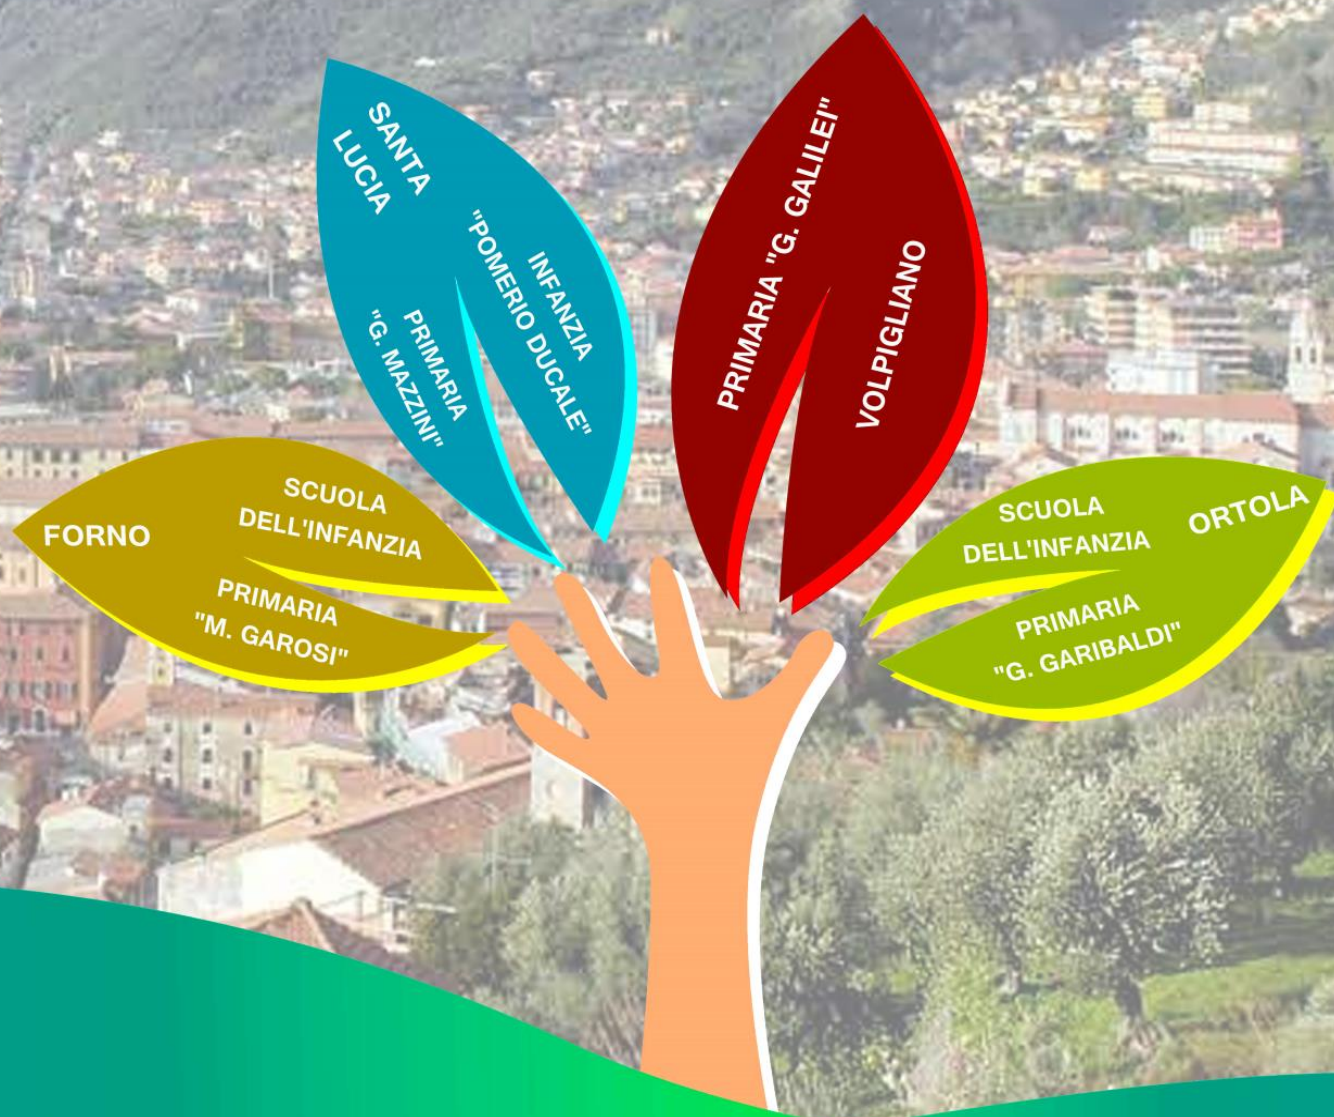 FORNO
SCUOLA
DELL'INFANZIA
PRIMARIA
"M. GAROSI"
SANTA
LUCIA
INFANZIA
"POMERIO DUCALE"
PRIMARIA
"G. MAZZINI"
PRIMARIA "G. GALILEI"
VOLPIGLIANO
SCUOLA
DELL'INFANZIA
ORTOLA
PRIMARIA
"G. GARIBALDI"